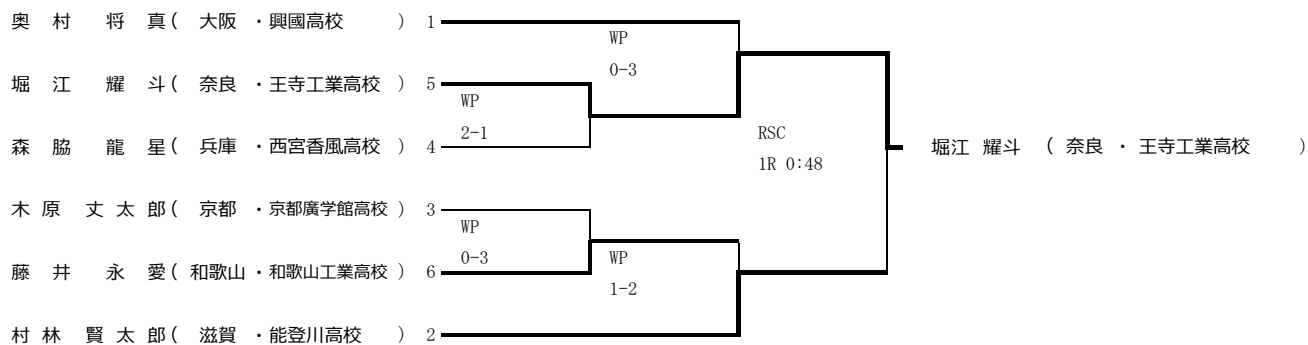 奥 村 将 真( 大阪 ・興國高校 ) 1
WP
0-3
堀 江 耀 斗( 奈良 ・王寺工業高校 ) 5
WP
2-1
森 脇 龍 星( 兵庫 ・西宮香風高校 ) 4
RSC
1R 0:48
堀江 耀斗 ( 奈良 ・ 王寺工業高校 )
木 原 丈 太 郎( 京都 ・京都廣学館高校 ) 3
WP
0-3
藤 井 永 愛( 和歌山 ・和歌山工業高校 ) 6
WP
1-2
村 林 賢 太 郎( 滋賀 ・能登川高校 ) 2